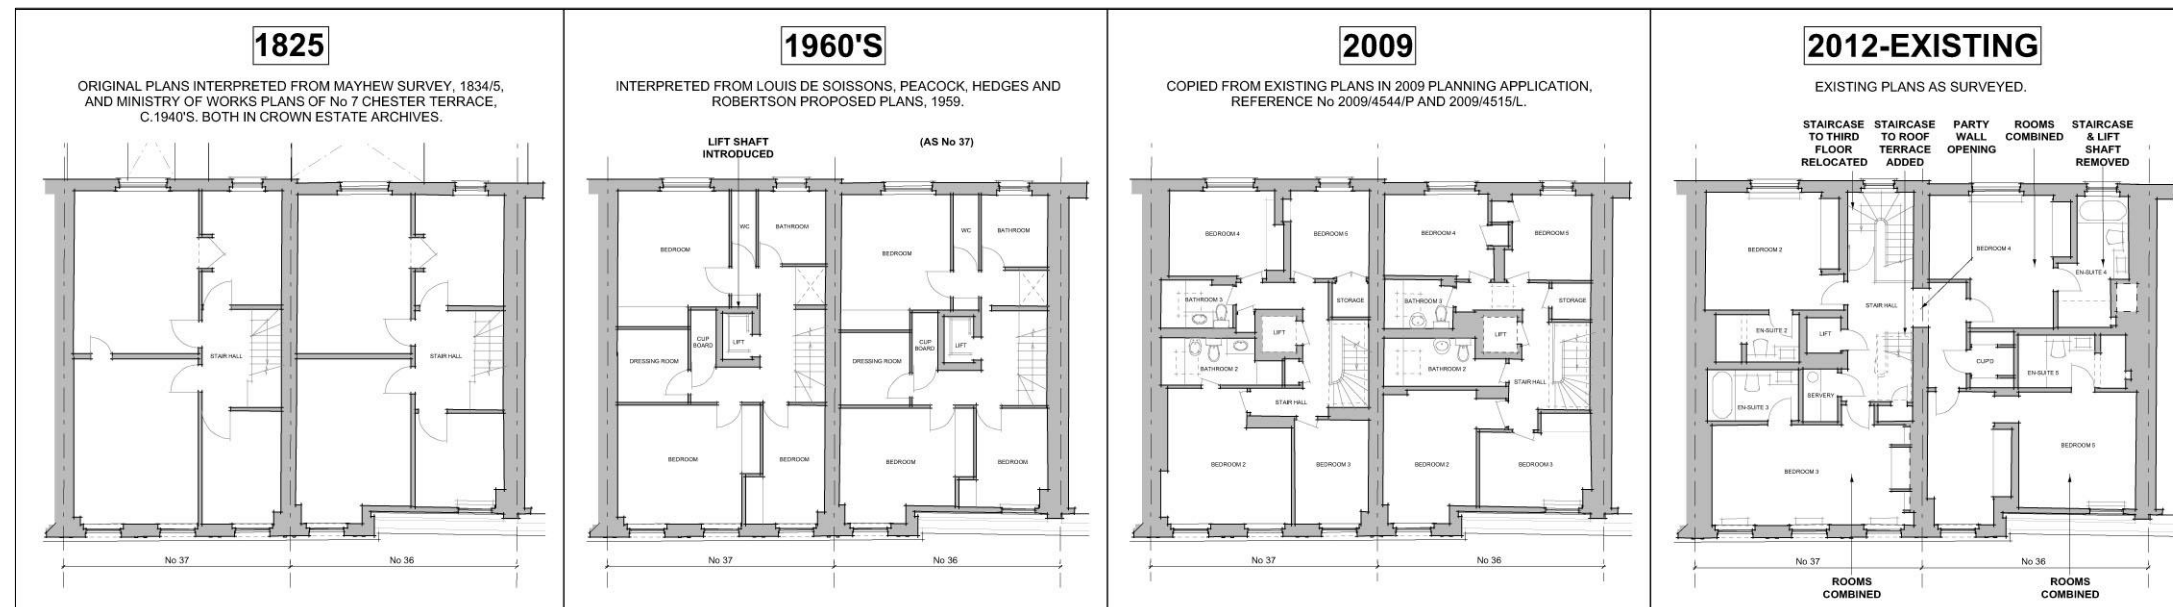 1825
ORIGINAL PLANS INTERPRETED FROM MAYHEW SURVEY, 1834/5,
AND MINISTRY OF WORKS PLANS OF No 7 CHESTER TERRACE,
C.1940'S. BOTH IN CROWN ESTATE ARCHIVES.
STAIR HALL
STAIR HALL
No 37
No 36
1960'S
INTERPRETED FROM LOUIS DE SOISSONS, PEACOCK, HEDGES AND
ROBERTSON PROPOSED PLANS, 1959.
LIFT SHAFT
INTRODUCED
(AS No 37)
BEDROOM
WC
BATHROOM
BEDROOM
WC
BATHROOM
DRESSING ROOM
CUP
BOARD
LIFT
DRESSING ROOM
CUP
BOARD
LIFT
BEDROOM
BEDROOM
BEDROOM
BEDROOM
No 37
No 36
2009
COPIED FROM EXISTING PLANS IN 2009 PLANNING APPLICATION,
REFERENCE No 2009/4544/P AND 2009/4515/L.
BEDROOM 4
BEDROOM 5
BEDROOM 4
BEDROOM 5
BATHROOM 3
STORAGE
BATHROOM 3
STORAGE
LIFT
LIFT
BATHROOM 2
BATHROOM 2
STAIR HALL
STAIR HALL
BEDROOM 2
BEDROOM 3
BEDROOM 2
BEDROOM 3
No 37
No 36
2012-EXISTING
EXISTING PLANS AS SURVEYED.
STAIRCASE
TO THIRD
FLOOR
RELOCATED
STAIRCASE
TO ROOF
TERRACE
ADDED
PARTY
WALL
OPENING
ROOMS
COMBINED
STAIRCASE
& LIFT
SHAFT
REMOVED
BEDROOM 2
BEDROOM 4
EN-SUITE 4
STAIR HALL
EN-SUITE 2
LIFT
CUP'D
EN-SUITE 5
EN-SUITE 3
SERVERY
BEDROOM 3
BEDROOM 5
No 37
No 36
ROOMS
COMBINED
ROOMS
COMBINED